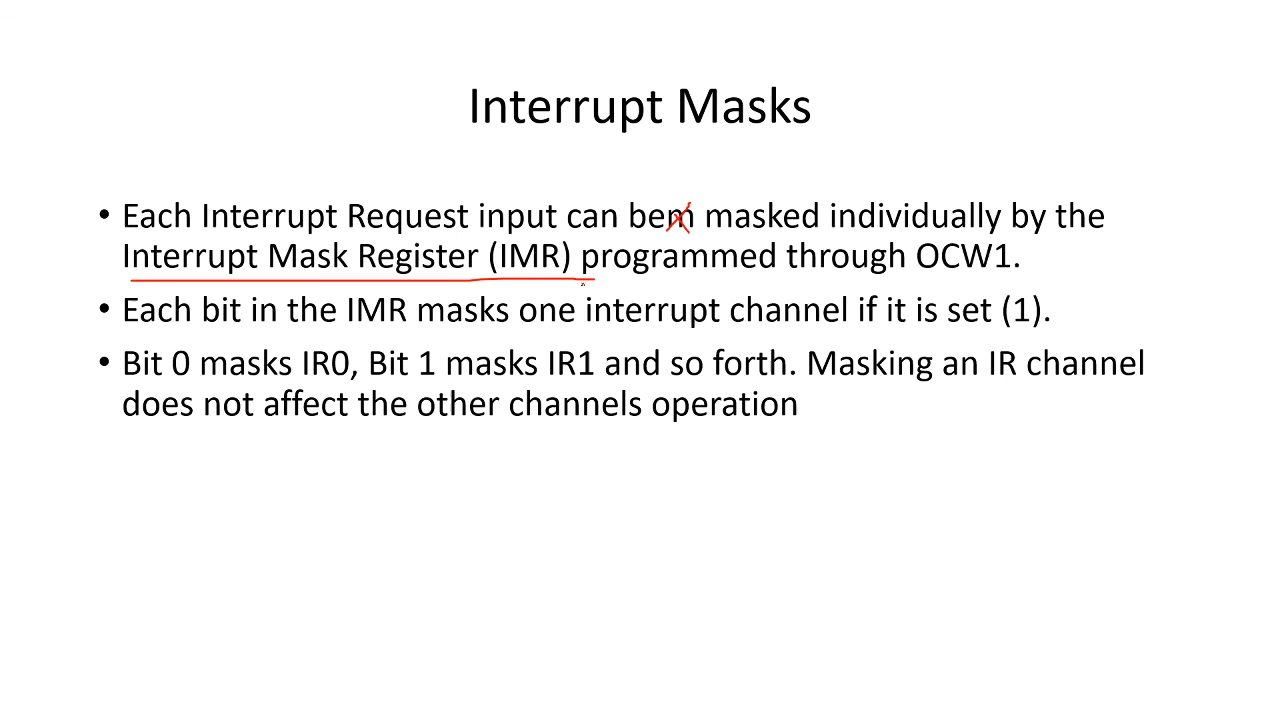 Interrupt Masks
• Each Interrupt Request input can bem masked individually by the
Interrupt Mask Register (IMR) programmed through OCW1.
• Each bit in the IMR masks one interrupt channel if it is set (1).
• Bit 0 masks IR0, Bit 1 masks IR1 and so forth. Masking an IR channel
does not affect the other channels operation